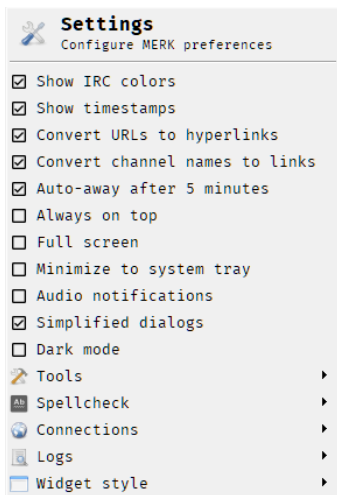 Settings
Configure MERK preferences
Show IRC colors
Show timestamps
Convert URLs to hyperlinks
Convert channel names to links
Auto-away after 5 minutes
Always on top
Full screen
Minimize to system tray
Audio notifications
Simplified dialogs
Dark mode
Tools
Ab Spellcheck
Connections
Logs
Widget style